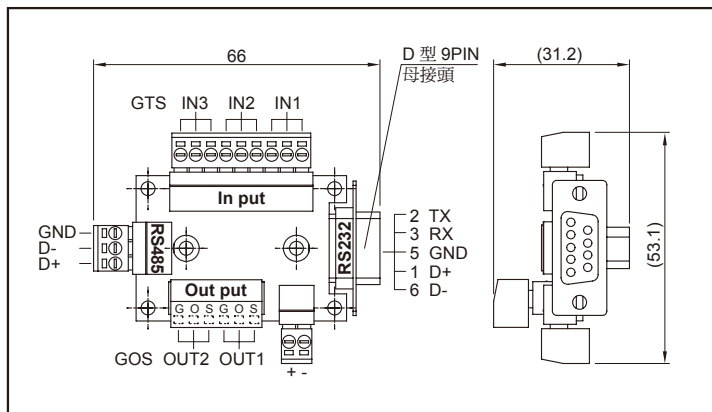 66
D 型 9PIN
母接頭
(31.2)
GTS IN3 IN2 IN1
In put
GND
D-
D+
RS485
RS232
2 TX
3 RX
5 GND
1 D+
6 D-
(53.1)
Out put
G O S G O S
GOS OUT2 OUT1
+ -